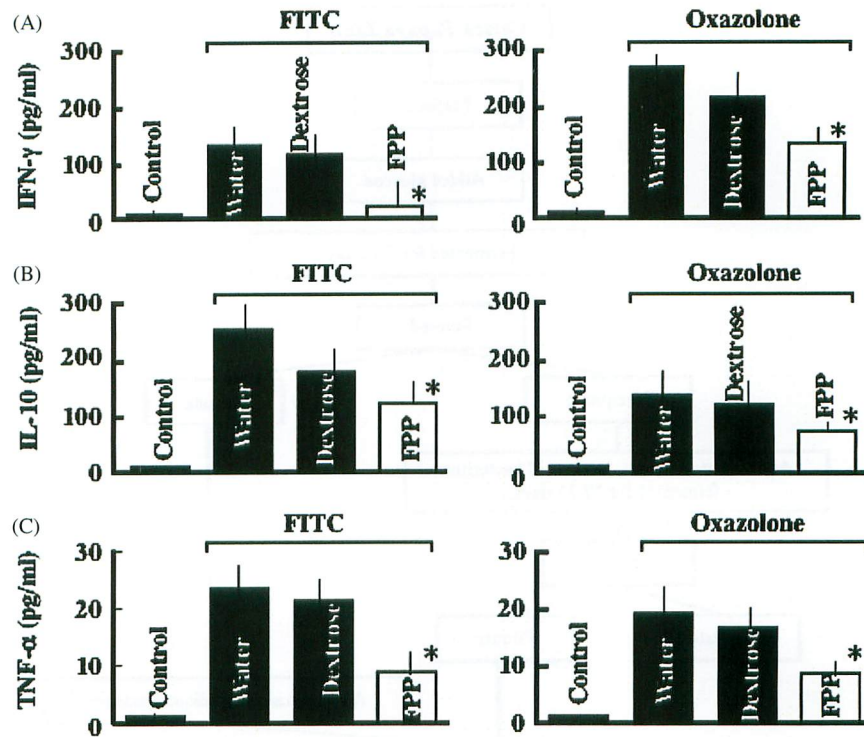 (A)
FITC
Oxazolone
IFN-γ (pg/ml)
300
200
100
0
Control
Water
Dextrose
FPP
*
300
200
100
0
Control
Water
Dextrose
FPP
*
(B)
FITC
Oxazolone
IL-10 (pg/ml)
300
200
100
0
Control
Water
Dextrose
FPP
*
300
200
100
0
Control
Water
Dextrose
FPP
*
(C)
FITC
Oxazolone
TNF-α (pg/ml)
30
20
10
0
Control
Water
Dextrose
FPP
*
30
20
10
0
Control
Water
Dextrose
FPP
*